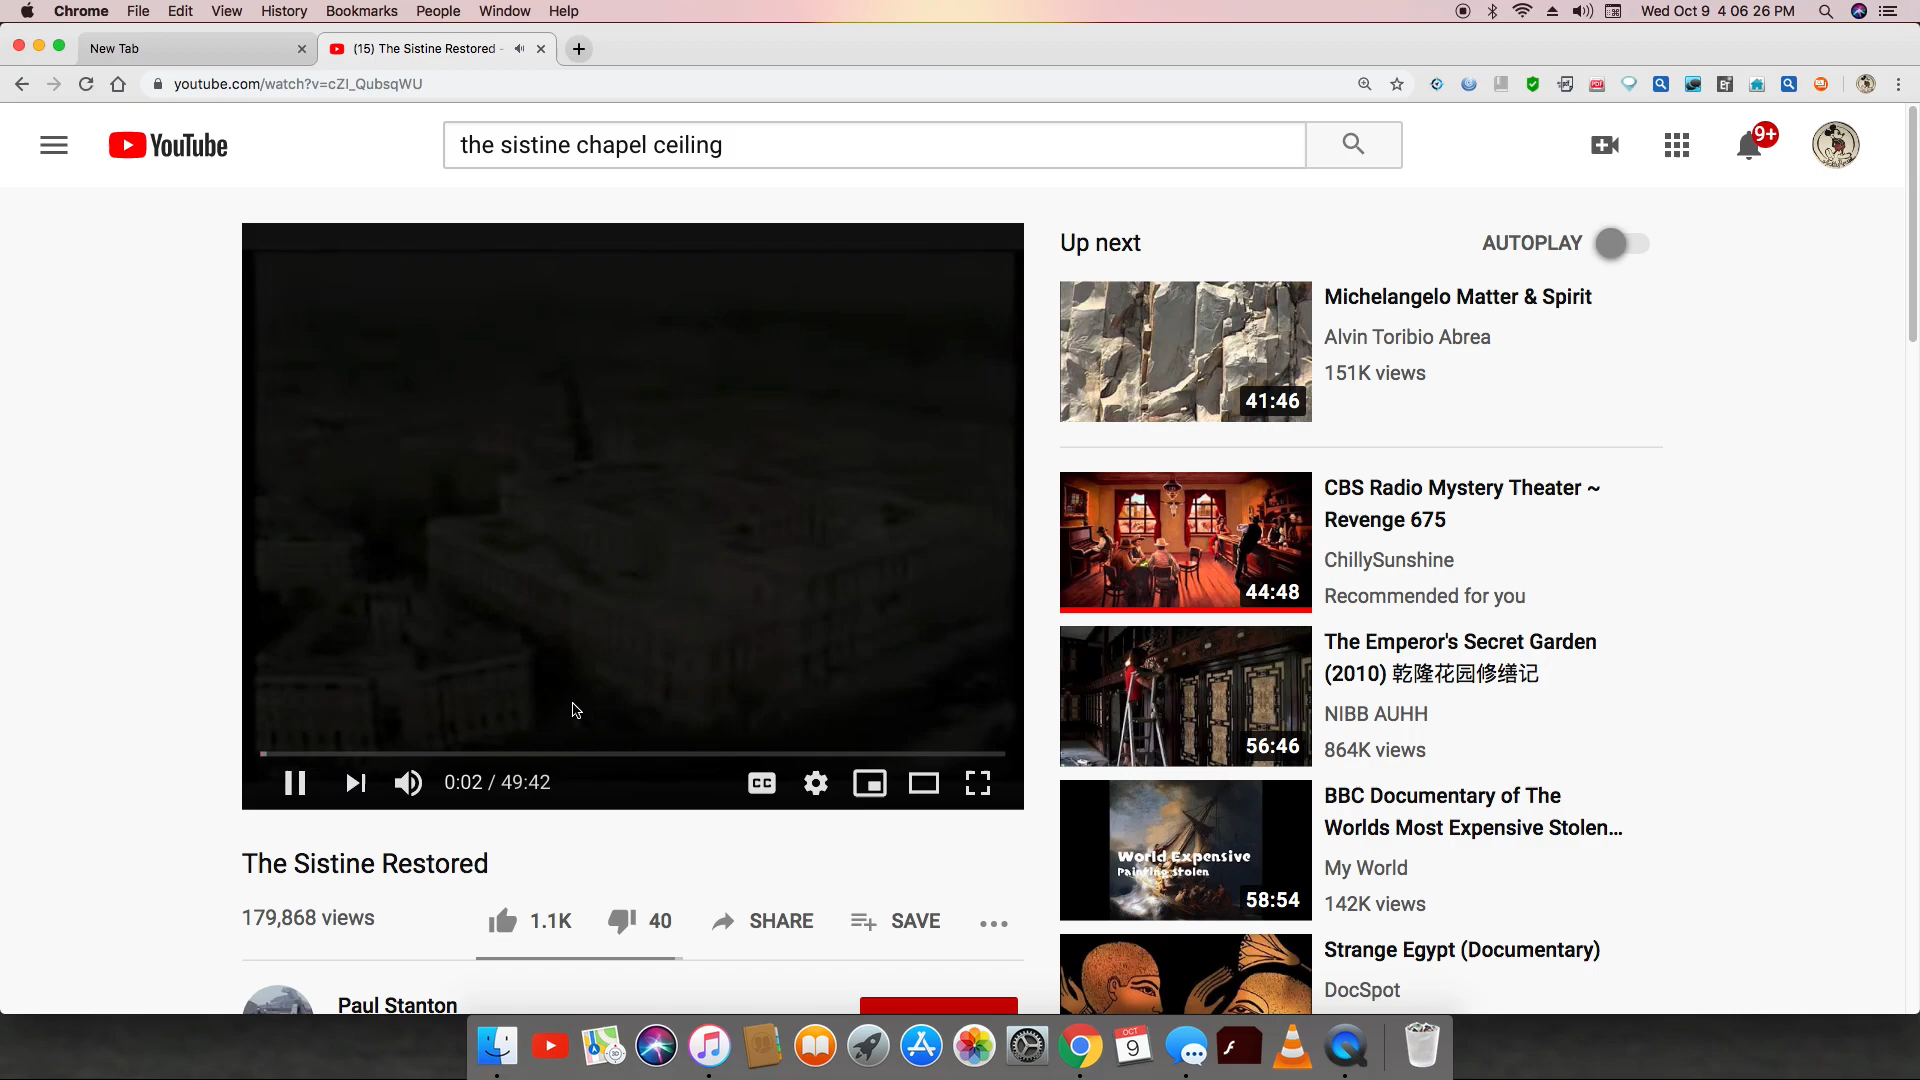 Chrome File Edit View History Bookmarks People Window Help Wed Oct 9 4 06 26 PM
New Tab (15) The Sistine Restored -
youtube.com/watch?v=cZI_QubsqWU
YouTube the sistine chapel ceiling 9+
Up next AUTOPLAY
Michelangelo Matter & Spirit
Alvin Toribio Abrea
151K views
41:46
CBS Radio Mystery Theater ~
Revenge 675
ChillySunshine
Recommended for you
44:48
The Emperor's Secret Garden
(2010) 乾隆花园修缮记
NIBB AUHH
864K views
56:46
0:02 / 49:42 CC
BBC Documentary of The
Worlds Most Expensive Stolen...
My World
142K views
World Expensive
Painting Stolen
58:54
The Sistine Restored
179,868 views 1.1K 40 SHARE SAVE
Strange Egypt (Documentary)
DocSpot
Paul Stanton
3D
OCT
9